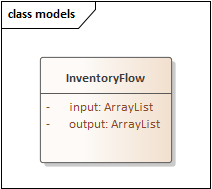 class models
InventoryFlow
- input: ArrayList
- output: ArrayList